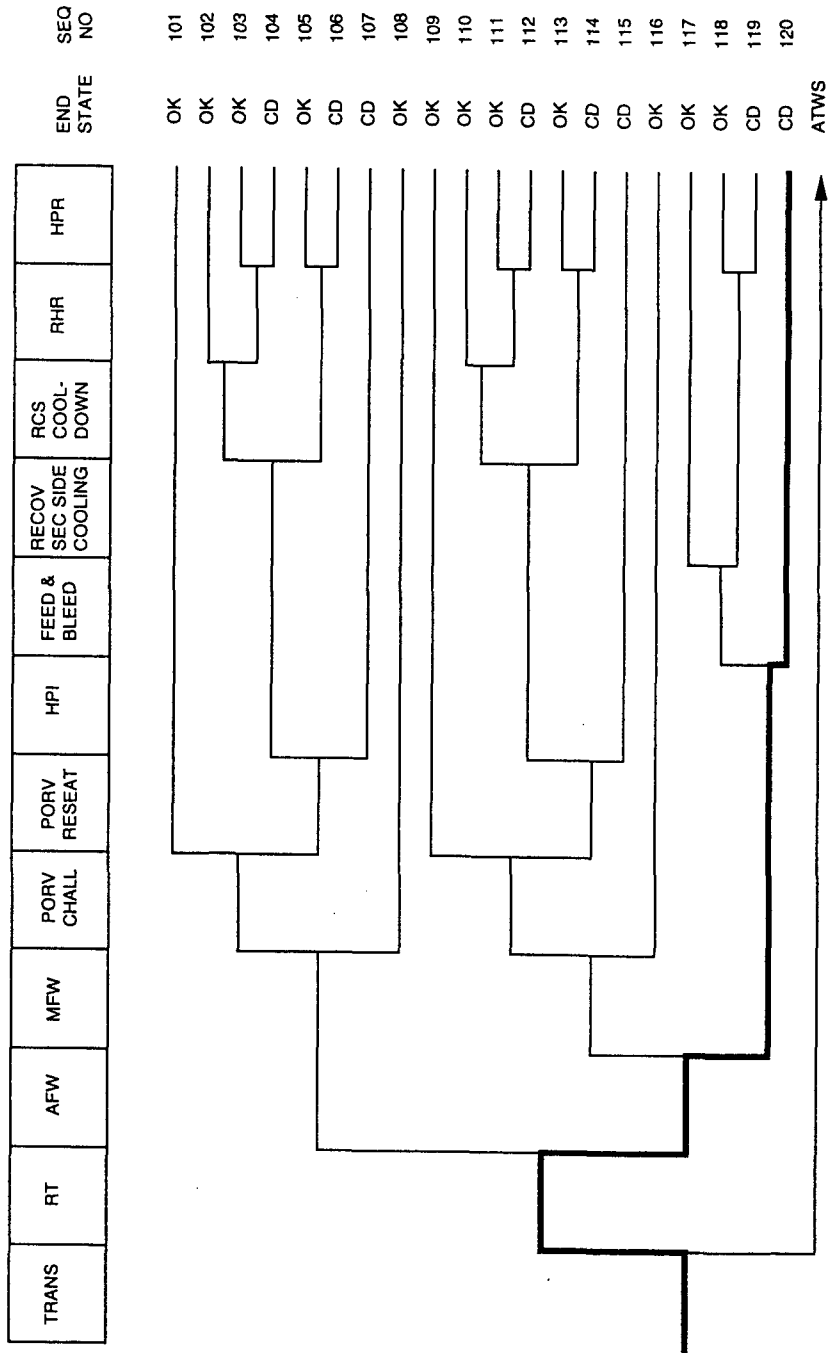 TRANS
RT
AFW
MFW
PORV
CHALL
PORV
RESEAT
HPI
FEED &
BLEED
RECOV
SEC SIDE
COOLING
RCS
COOL-
DOWN
RHR
HPR
END
STATE
SEQ
NO
OK 101
OK 102
OK 103
CD 104
OK 105
CD 106
CD 107
OK 108
OK 109
OK 110
OK 111
CD 112
OK 113
CD 114
CD 115
OK 116
OK 117
OK 118
CD 119
CD 120
ATWS